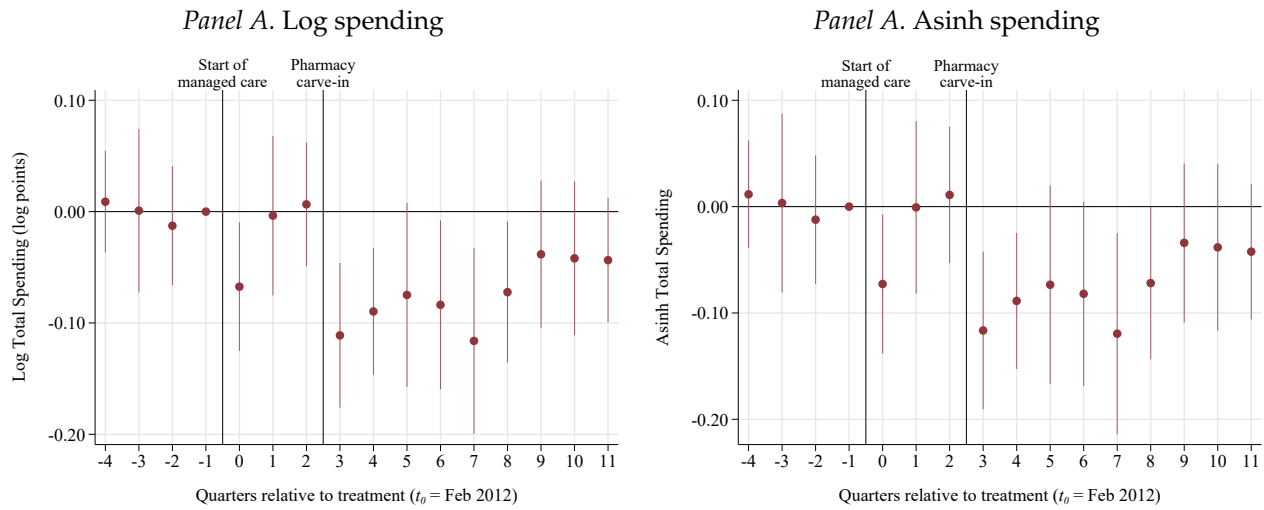 Panel A. Log spending
Start of
managed care
Pharmacy
carve-in
0.10
0.00
-0.10
-0.20
Log Total Spending (log points)
-4 -3 -2 -1 0 1 2 3 4 5 6 7 8 9 10 11
Quarters relative to treatment (t0 = Feb 2012)
Panel A. Asinh spending
Start of
managed care
Pharmacy
carve-in
0.10
0.00
-0.10
-0.20
Asinh Total Spending
-4 -3 -2 -1 0 1 2 3 4 5 6 7 8 9 10 11
Quarters relative to treatment (t0 = Feb 2012)